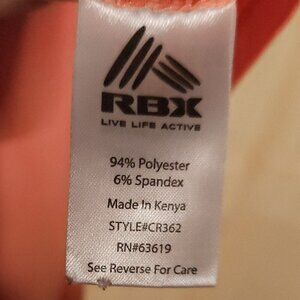 RBX
LIVE LIFE ACTIVE
94% Polyester
6% Spandex
Made In Kenya
STYLE#CR362
RN#63619
See Reverse For Care